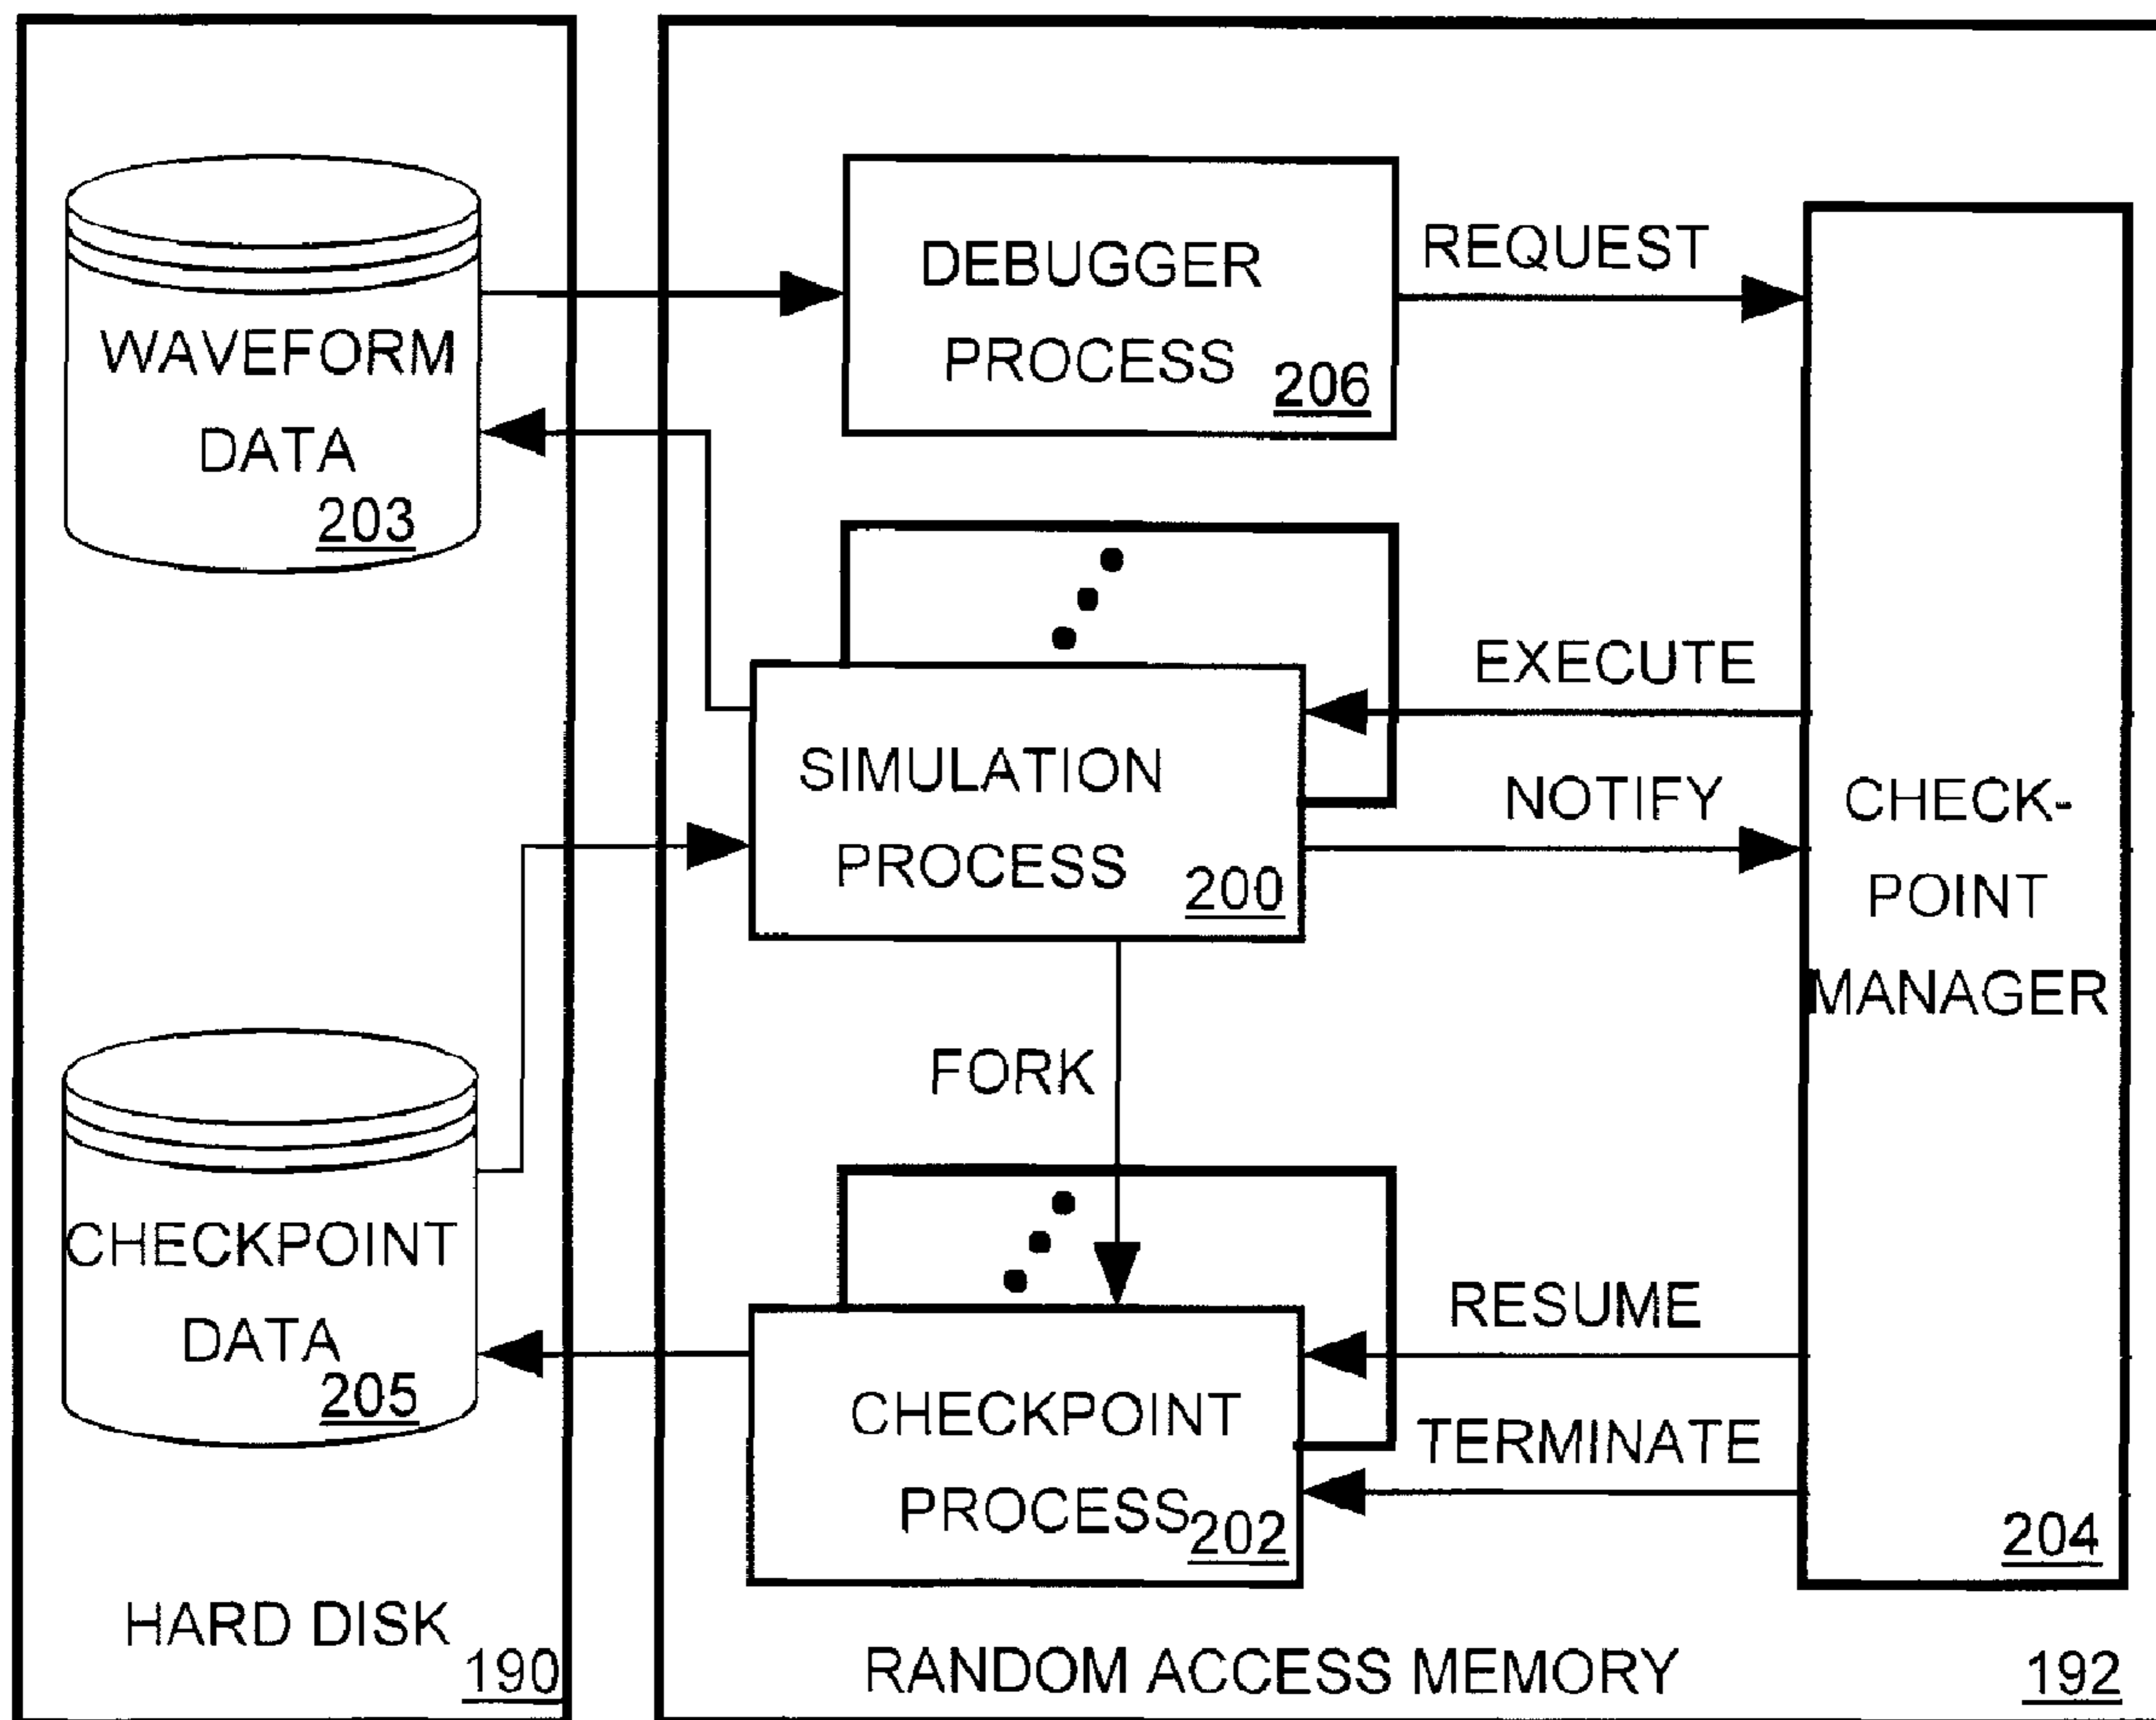 WAVEFORM
DATA
203
CHECKPOINT
DATA
205
HARD DISK
190
DEBUGGER
PROCESS
206
REQUEST
SIMULATION
PROCESS
200
EXECUTE
NOTIFY
FORK
CHECKPOINT
PROCESS
202
RESUME
TERMINATE
CHECK-
POINT
MANAGER
204
RANDOM ACCESS MEMORY
192